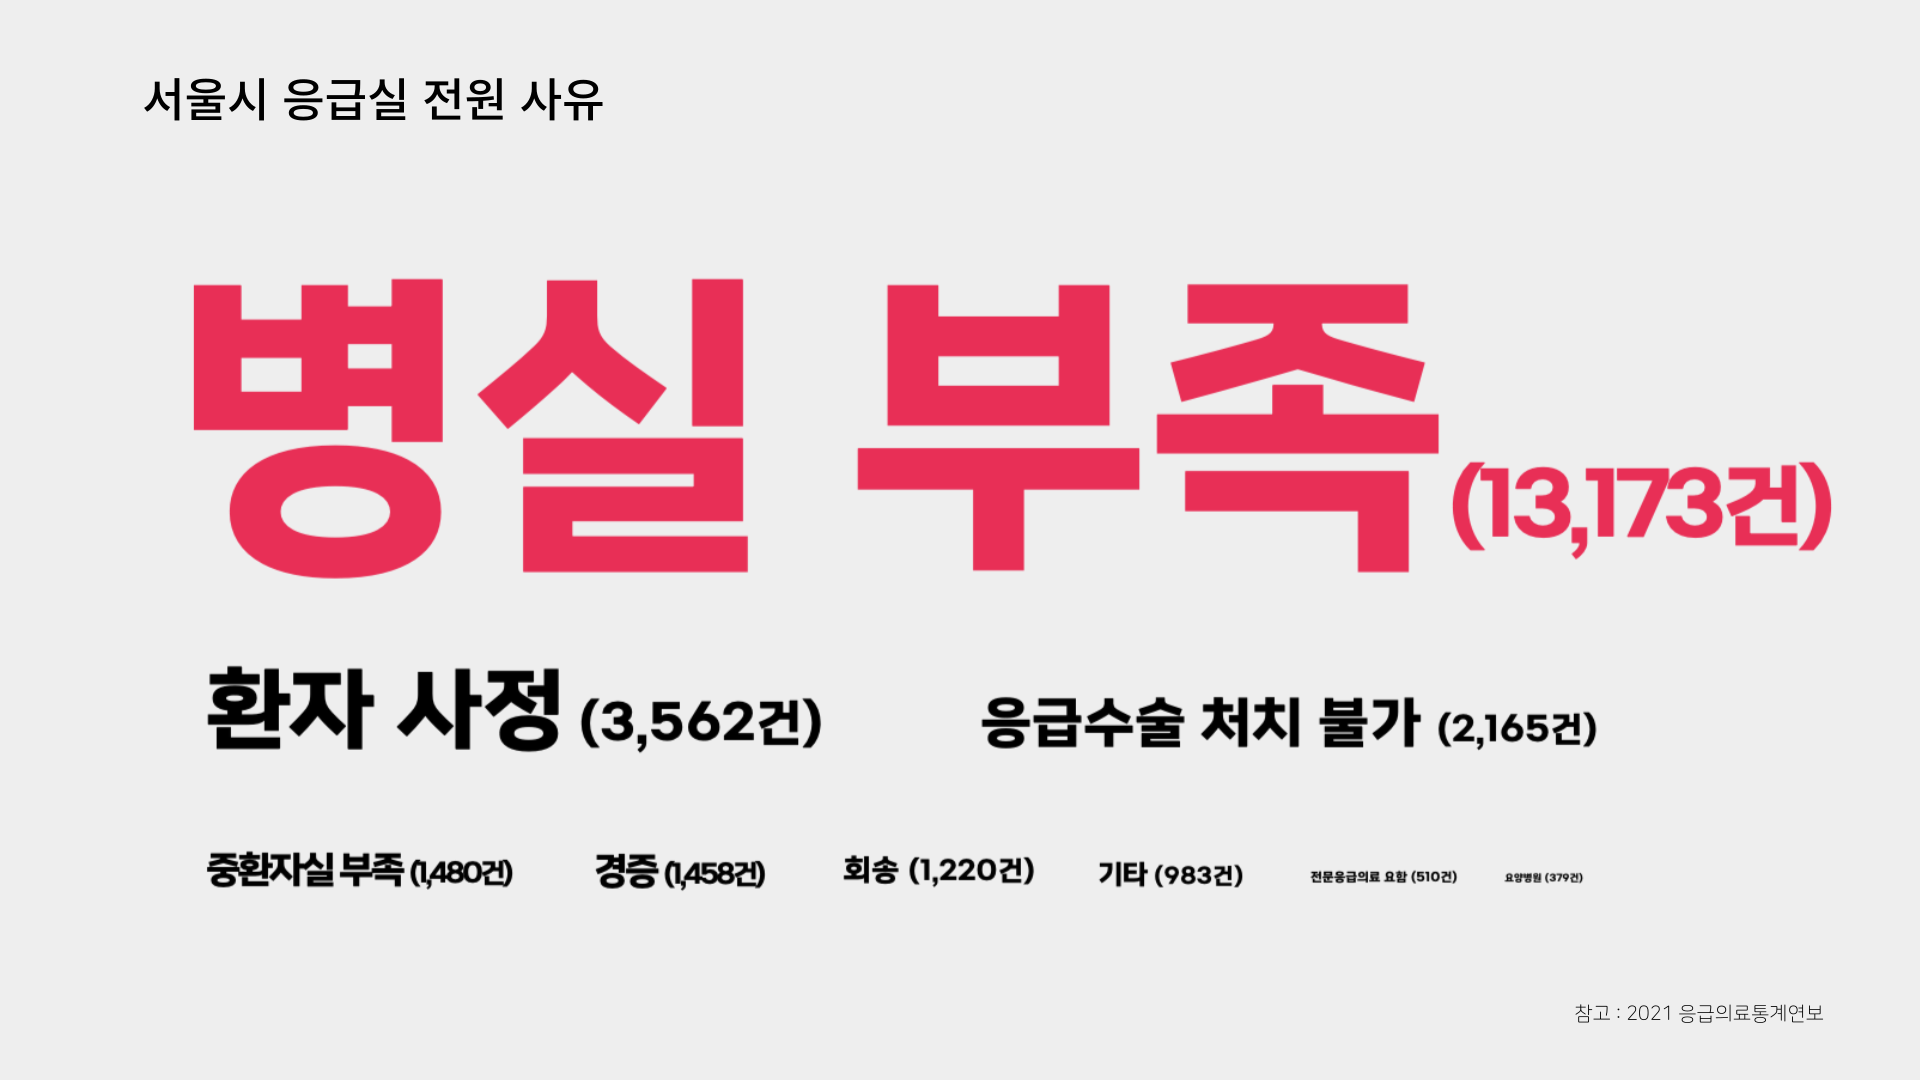 서울시 응급실 전원 사유
병실 부족 (13,173건)
환자 사정 (3,562건) 응급수술 처치 불가 (2,165건)
중환자실 부족 (1,480건) 경증 (1,458건) 회송 (1,220건) 기타 (983건) 전문응급의료 요함 (510건) 요양병원 (379건)
참고 : 2021 응급의료통계연보